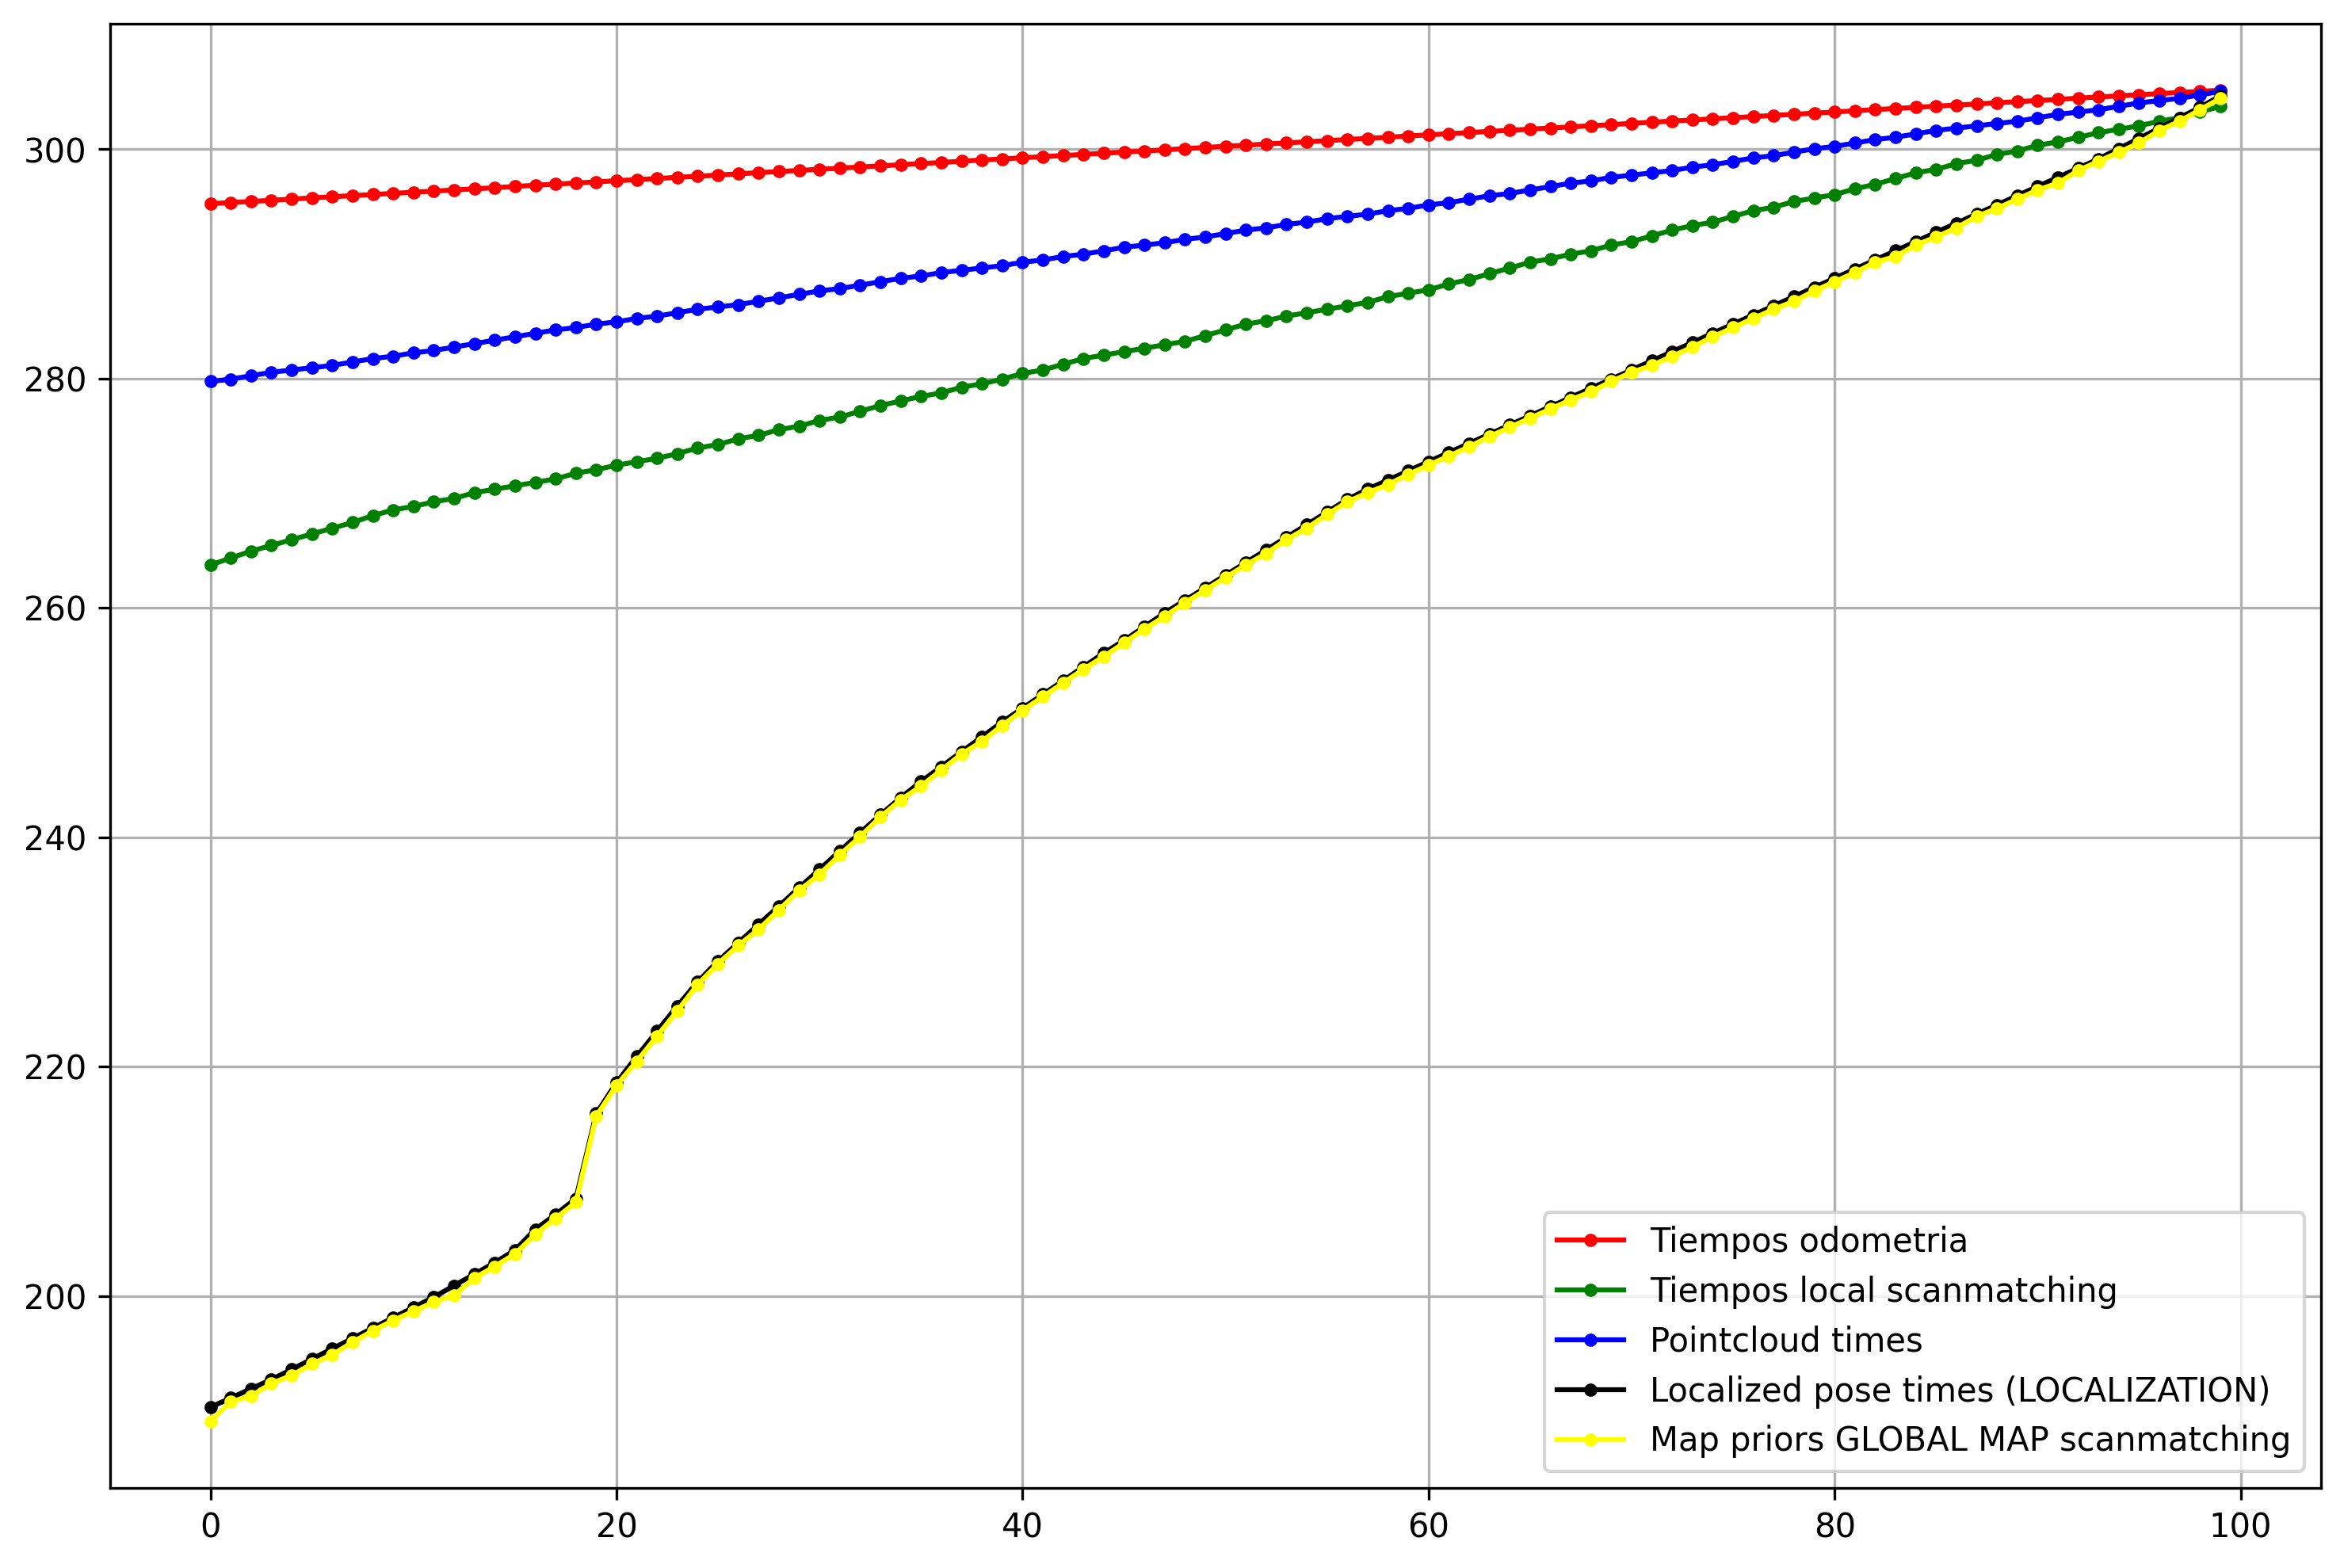 300
280
260
240
220
200
0 20 40 60 80 100
Tiempos odometria
Tiempos local scanmatching
Pointcloud times
Localized pose times (LOCALIZATION)
Map priors GLOBAL MAP scanmatching